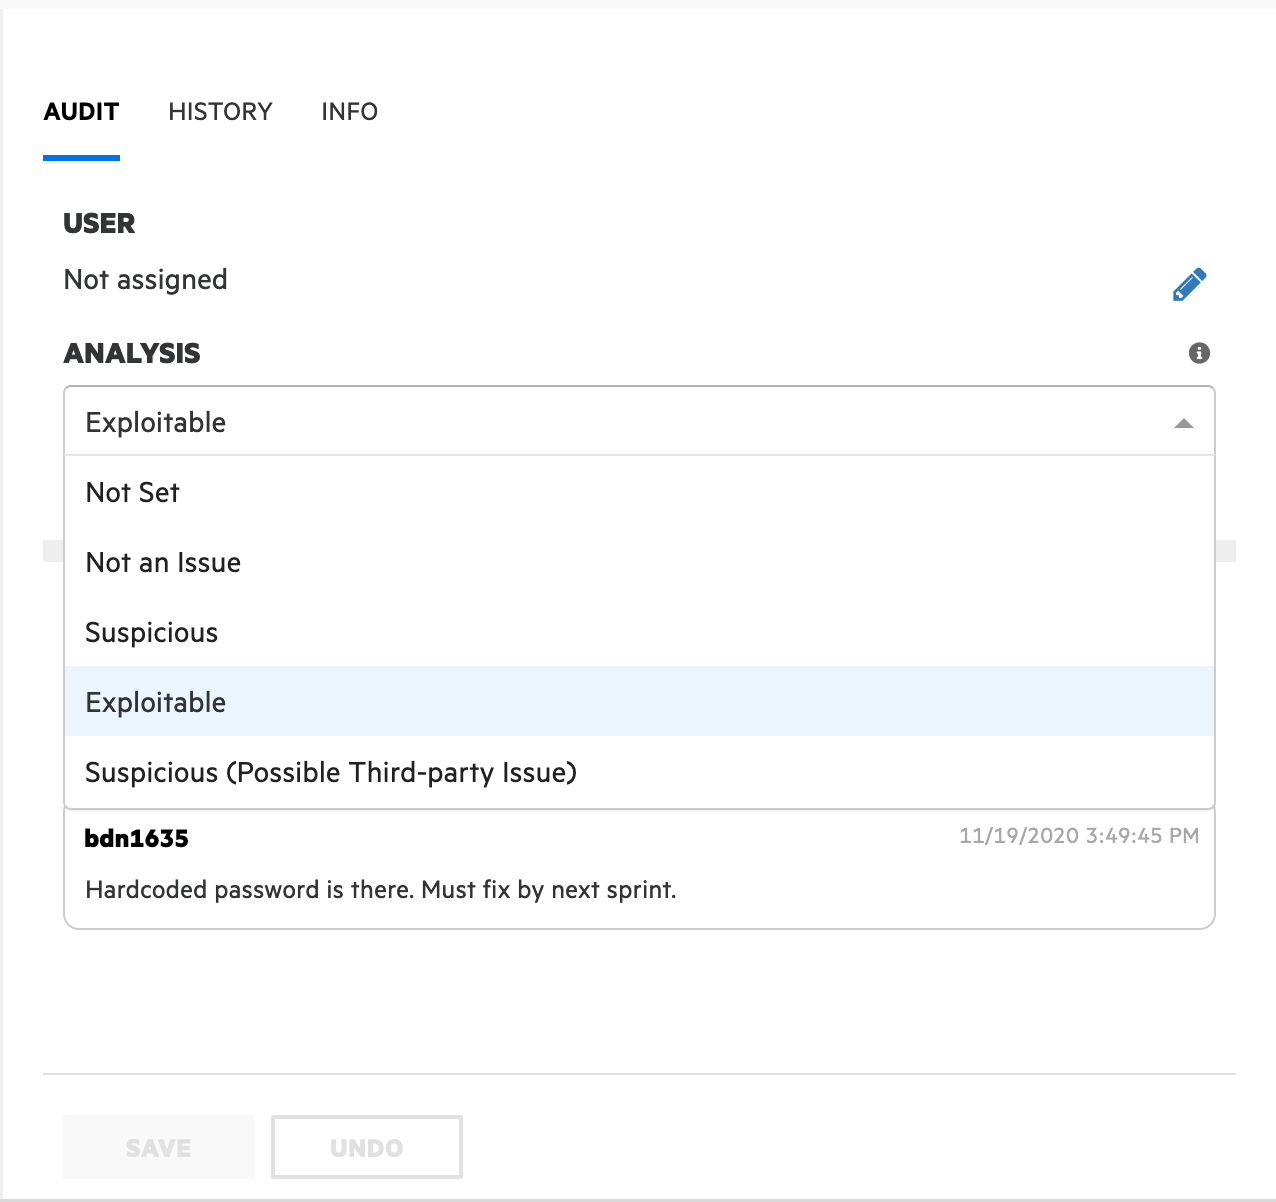 AUDIT HISTORY INFO
USER
Not assigned
ANALYSIS
Exploitable
Not Set
Not an Issue
Suspicious
Exploitable
Suspicious (Possible Third-party Issue)
bdn1635 11/19/2020 3:49:45 PM
Hardcoded password is there. Must fix by next sprint.
SAVE UNDO